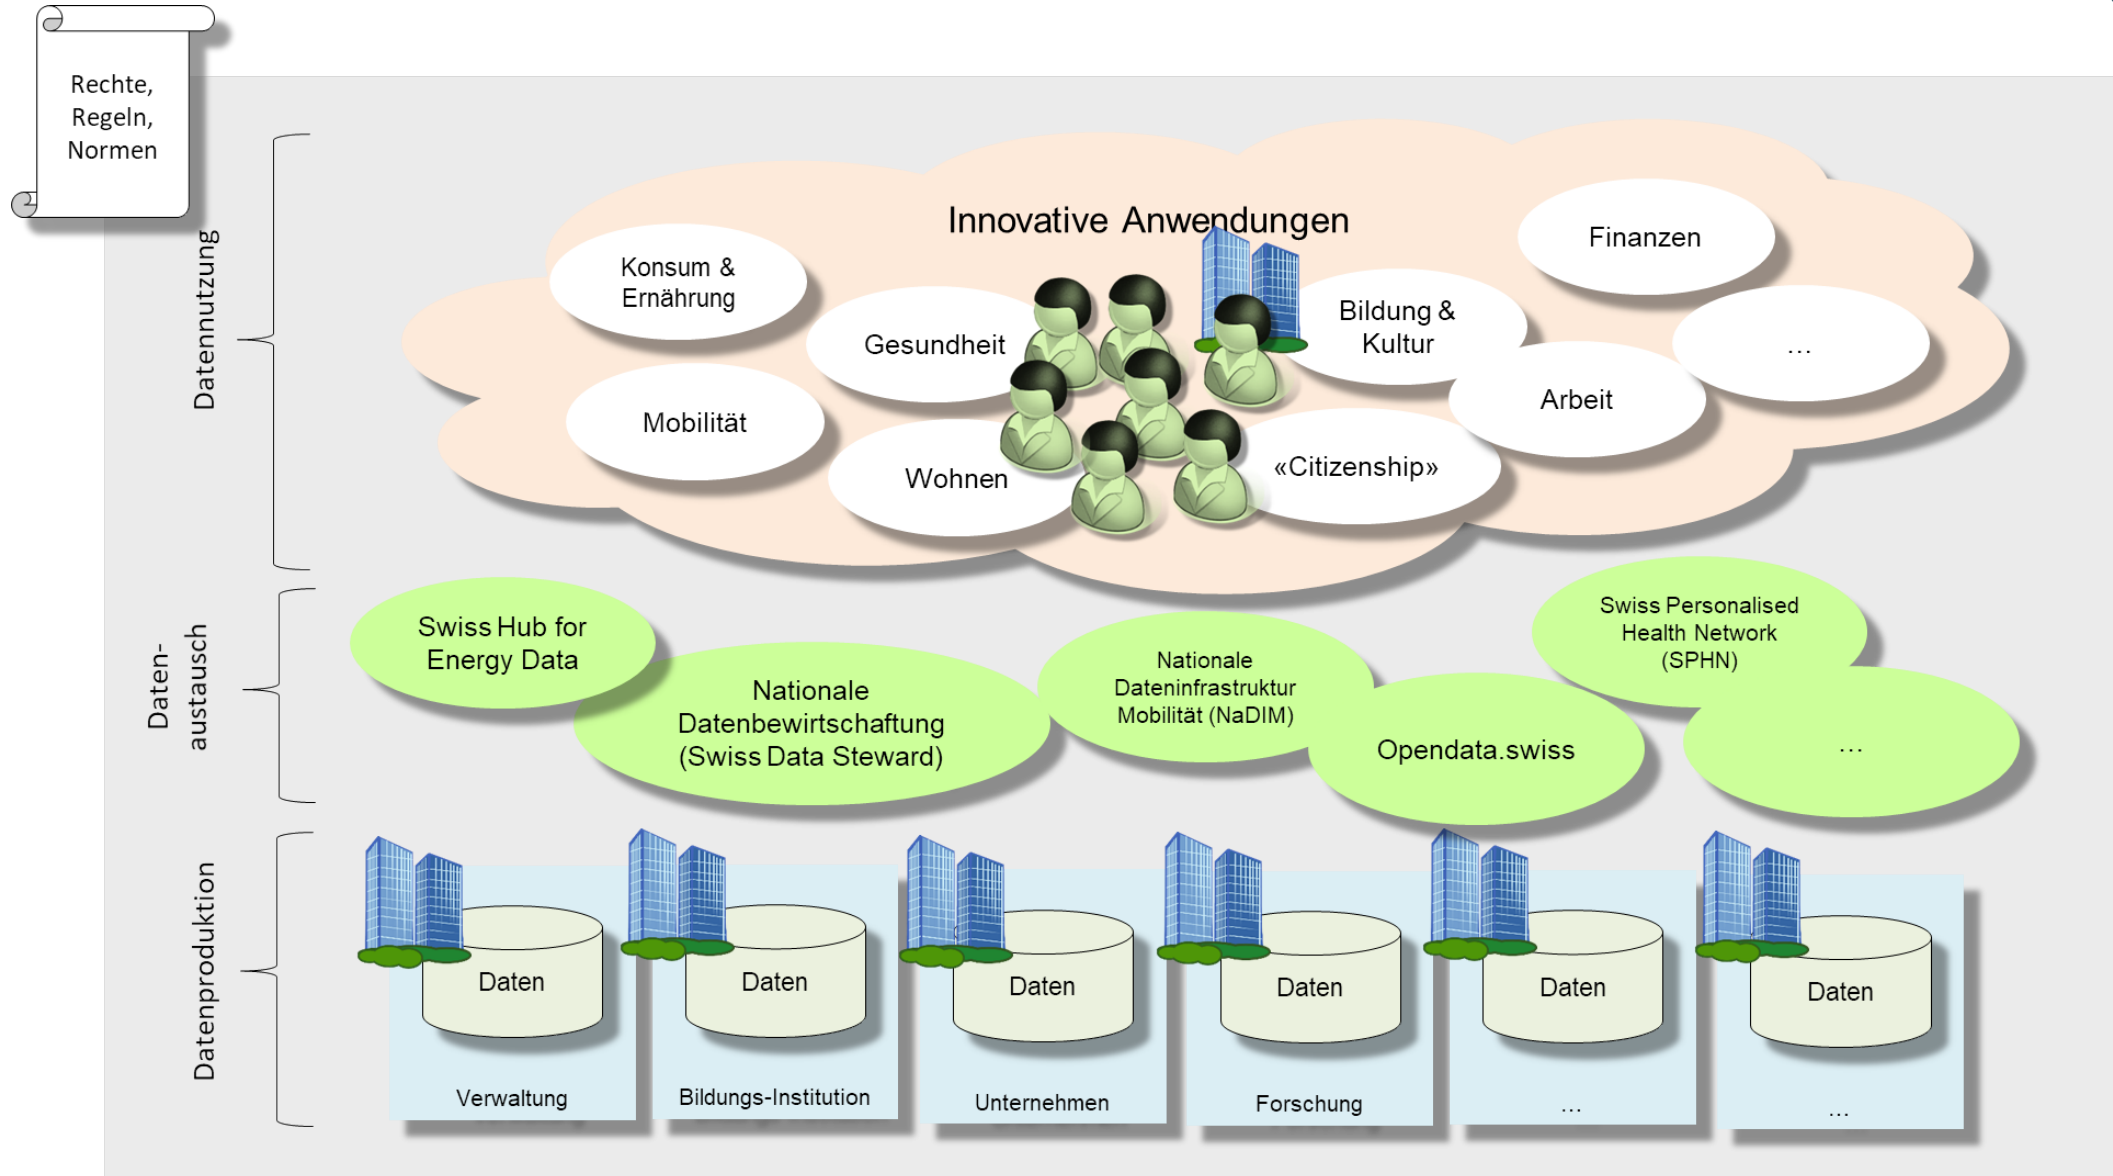 Rechte,
Regeln,
Normen
Datennutzung
Innovative Anwendungen
Konsum &
Ernährung
Gesundheit
Mobilität
Wohnen
Bildung &
Kultur
«Citizenship»
Arbeit
Finanzen
...
Daten-
austausch
Swiss Hub for
Energy Data
Nationale
Datenbewirtschaftung
(Swiss Data Steward)
Nationale
Dateninfrastruktur
Mobilität (NaDIM)
Opendata.swiss
Swiss Personalised
Health Network
(SPHN)
...
Datenproduktion
Daten
Verwaltung
Daten
Bildungs-Institution
Daten
Unternehmen
Daten
Forschung
Daten
...
Daten
...